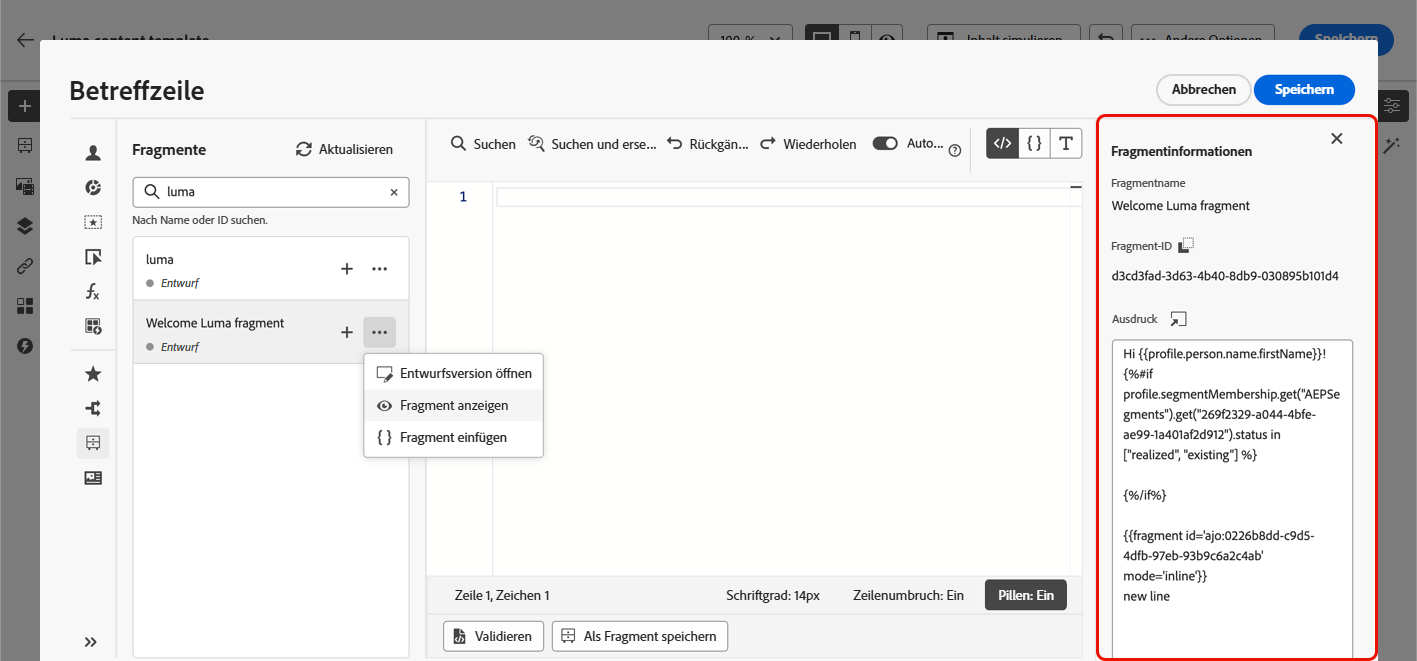 Luma content template
100 %
Inhalt simulieren
Andere Optionen
Speichern
Betreffzeile
Abbrechen
Speichern
Fragmente
Aktualisieren
luma
Nach Name oder ID suchen.
luma
Entwurf
Welcome Luma fragment
Entwurf
Entwurfsversion öffnen
Fragment anzeigen
{ } Fragment einfügen
Suchen
Suchen und erse...
Rückgän...
Wiederholen
Auto...
</>
{ }
T
1
Zeile 1, Zeichen 1
Schriftgrad: 14px
Zeilenumbruch: Ein
Pillen: Ein
Validieren
Als Fragment speichern
Fragmentinformationen
Fragmentname
Welcome Luma fragment
Fragment-ID
d3cd3fad-3d63-4b40-8db9-030895b101d4
Ausdruck
Hi {{profile.person.name.firstName}}!
{%#if
profile.segmentMembership.get("AEPSe
gments").get("269f2329-a044-4bfe-
ae99-1a401af2d912").status in
["realized", "existing"] %}
{%/if%}
{{fragment id='ajo:0226b8dd-c9d5-
4dfb-97eb-93b9c6a2c4ab'
mode='inline'}}
new line